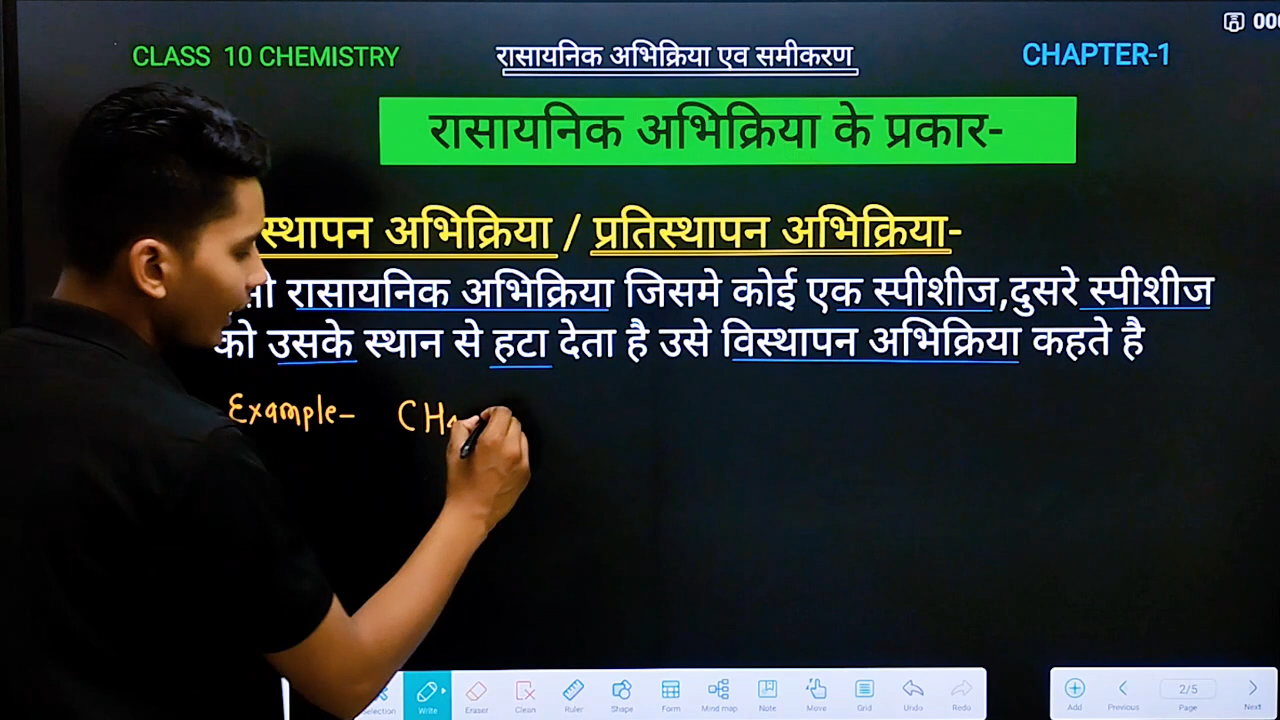 CLASS 10 CHEMISTRY रासायनिक अभिक्रिया एव समीकरण CHAPTER-1
रासायनिक अभिक्रिया के प्रकार-
स्थापन अभिक्रिया / प्रतिस्थापन अभिक्रिया-
रासायनिक अभिक्रिया जिसमे कोई एक स्पीशीज,दुसरे स्पीशीज
को उसके स्थान से हटा देता है उसे विस्थापन अभिक्रिया कहते है
Example- CH4
Selection Write Eraser Clean Ruler Shape Form Mind map Note Move Grid Undo Redo Add Previous 2/5 Page Next